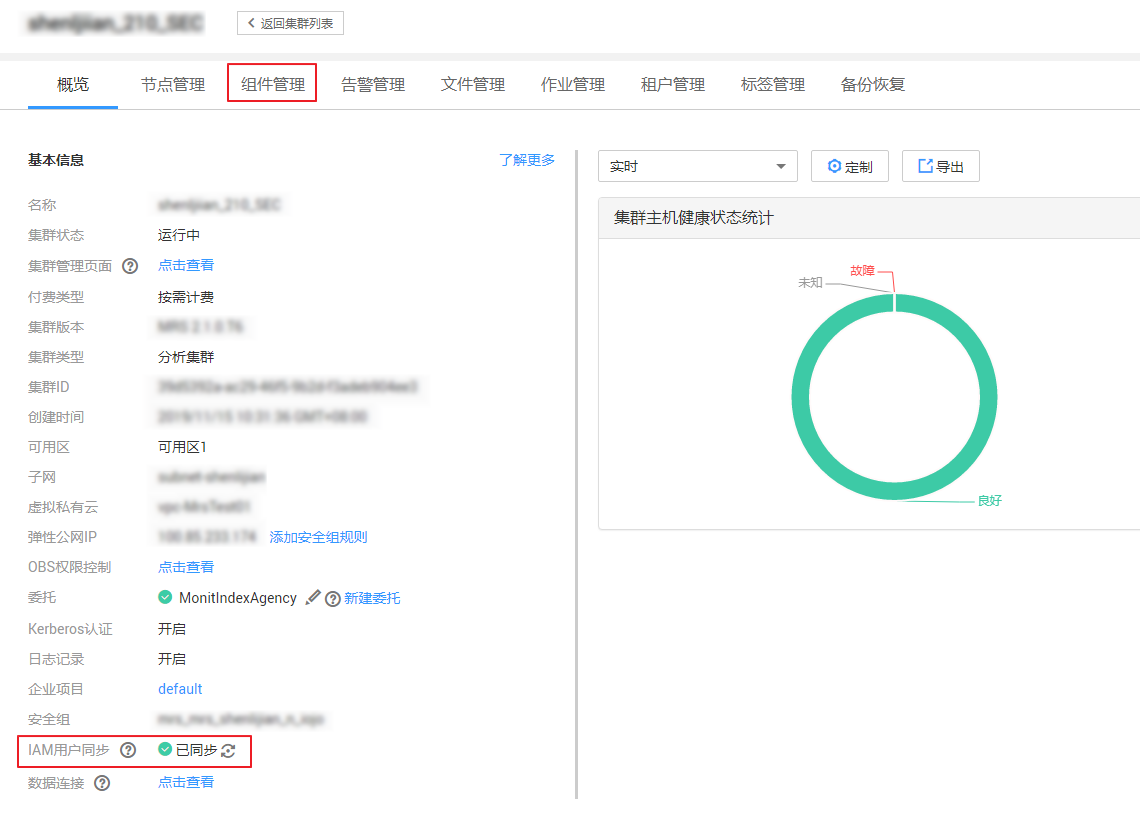 返回集群列表
概览 节点管理 组件管理 告警管理 文件管理 作业管理 租户管理 标签管理 备份恢复
基本信息 了解更多
名称
集群状态 运行中
集群管理页面 点击查看
付费类型 按需计费
集群版本
集群类型 分析集群
集群ID
创建时间
可用区 可用区1
子网
虚拟私有云
弹性公网IP 添加安全组规则
OBS权限控制 点击查看
委托 MonitIndexAgency 新建委托
Kerberos认证 开启
日志记录 开启
企业项目 default
安全组
IAM用户同步 已同步
数据连接 点击查看
实时 定制 导出
集群主机健康状态统计
故障
未知
良好